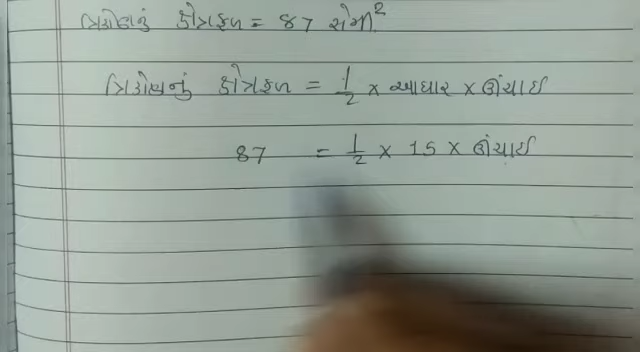 ત્રિકોણનું ક્ષેત્રફળ = 87 સેમી²
ત્રિકોણનું ક્ષેત્રફળ = 1/2 × આધાર × ઊંચાઈ
87 = 1/2 × 15 × ઊંચાઈ